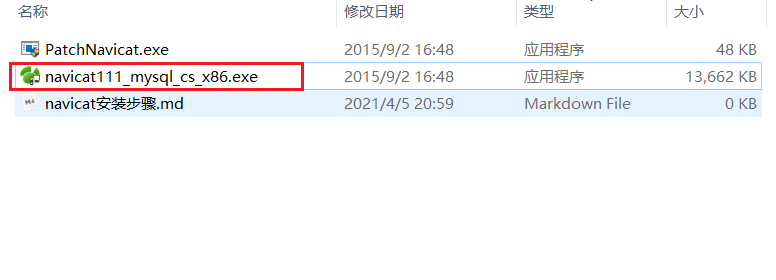 名称 修改日期 类型 大小
PatchNavicat.exe 2015/9/2 16:48 应用程序 48 KB
navicat111_mysql_cs_x86.exe 2015/9/2 16:48 应用程序 13,662 KB
navicat安装步骤.md 2021/4/5 20:59 Markdown File 0 KB